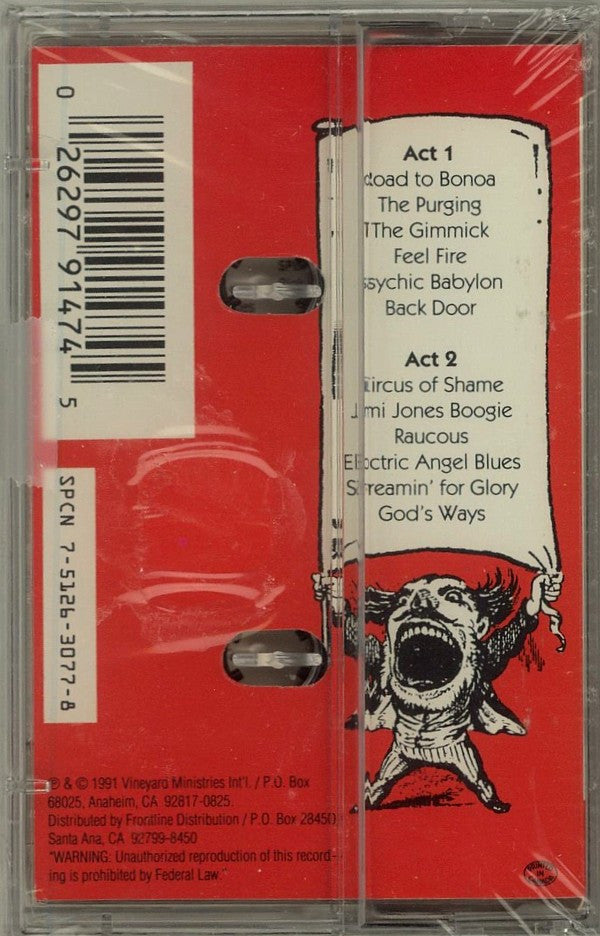 0 26297 91474 5
SPCN 7-5126-3077-8
Act 1
Road to Bonoa
The Purging
The Gimmick
Feel Fire
Psychic Babylon
Back Door
Act 2
Circus of Shame
Jimi Jones Boogie
Raucous
Electric Angel Blues
Screamin' for Glory
God's Ways
℗ & © 1991 Vineyard Ministries Int'l. / P.O. Box
68025, Anaheim, CA 92817-0825.
Distributed by Frontline Distribution / P.O. Box 28450
Santa Ana, CA 92799-8450
"WARNING: Unauthorized reproduction of this record-
ing is prohibited by Federal Law."
PRINTED
IN